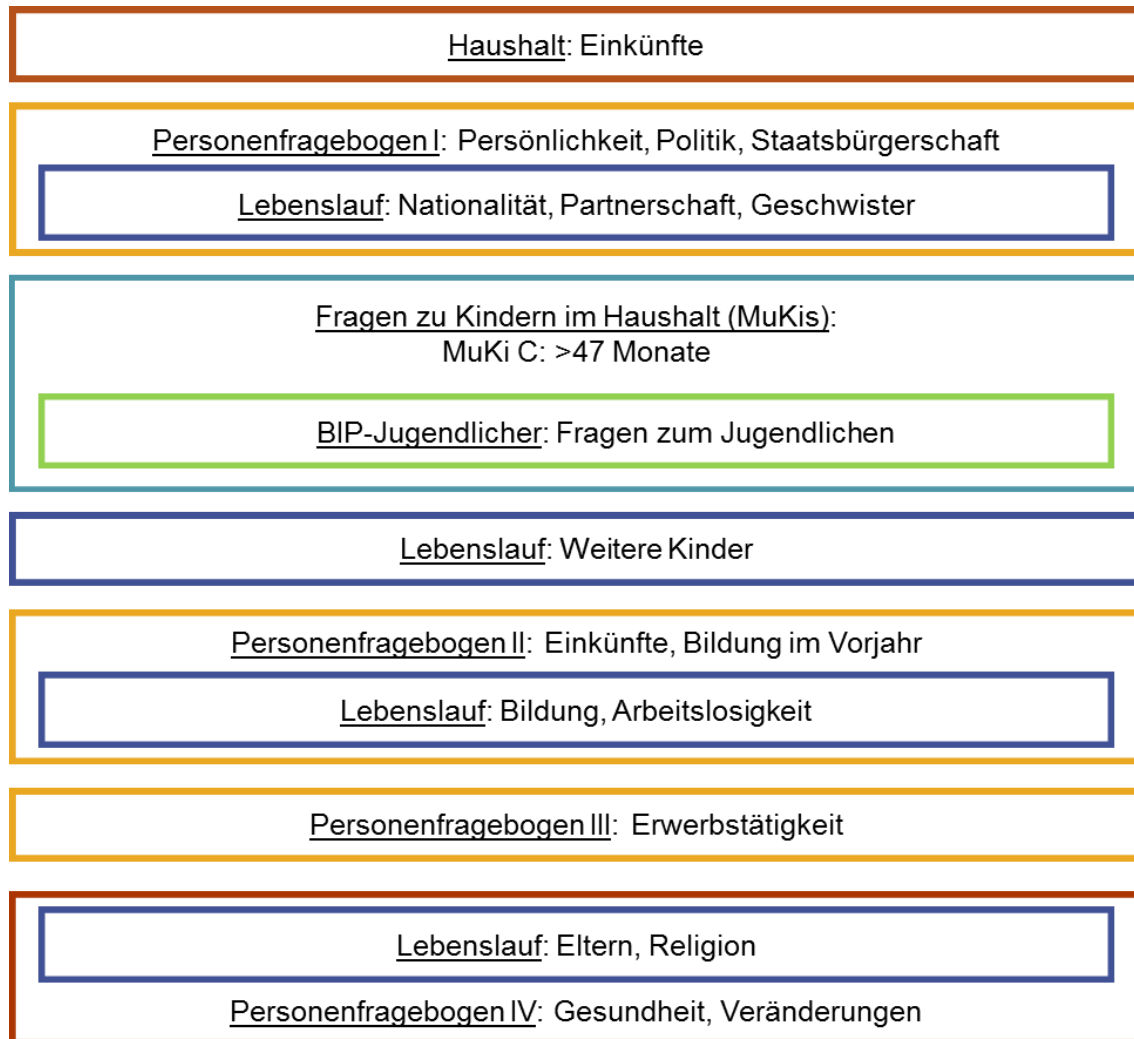 Haushalt: Einkünfte
Personenfragebogen I: Persönlichkeit, Politik, Staatsbürgerschaft
Lebenslauf: Nationalität, Partnerschaft, Geschwister
Fragen zu Kindern im Haushalt (MuKis):
MuKi C: >47 Monate
BIP-Jugendlicher: Fragen zum Jugendlichen
Lebenslauf: Weitere Kinder
Personenfragebogen II: Einkünfte, Bildung im Vorjahr
Lebenslauf: Bildung, Arbeitslosigkeit
Personenfragebogen III: Erwerbstätigkeit
Lebenslauf: Eltern, Religion
Personenfragebogen IV: Gesundheit, Veränderungen